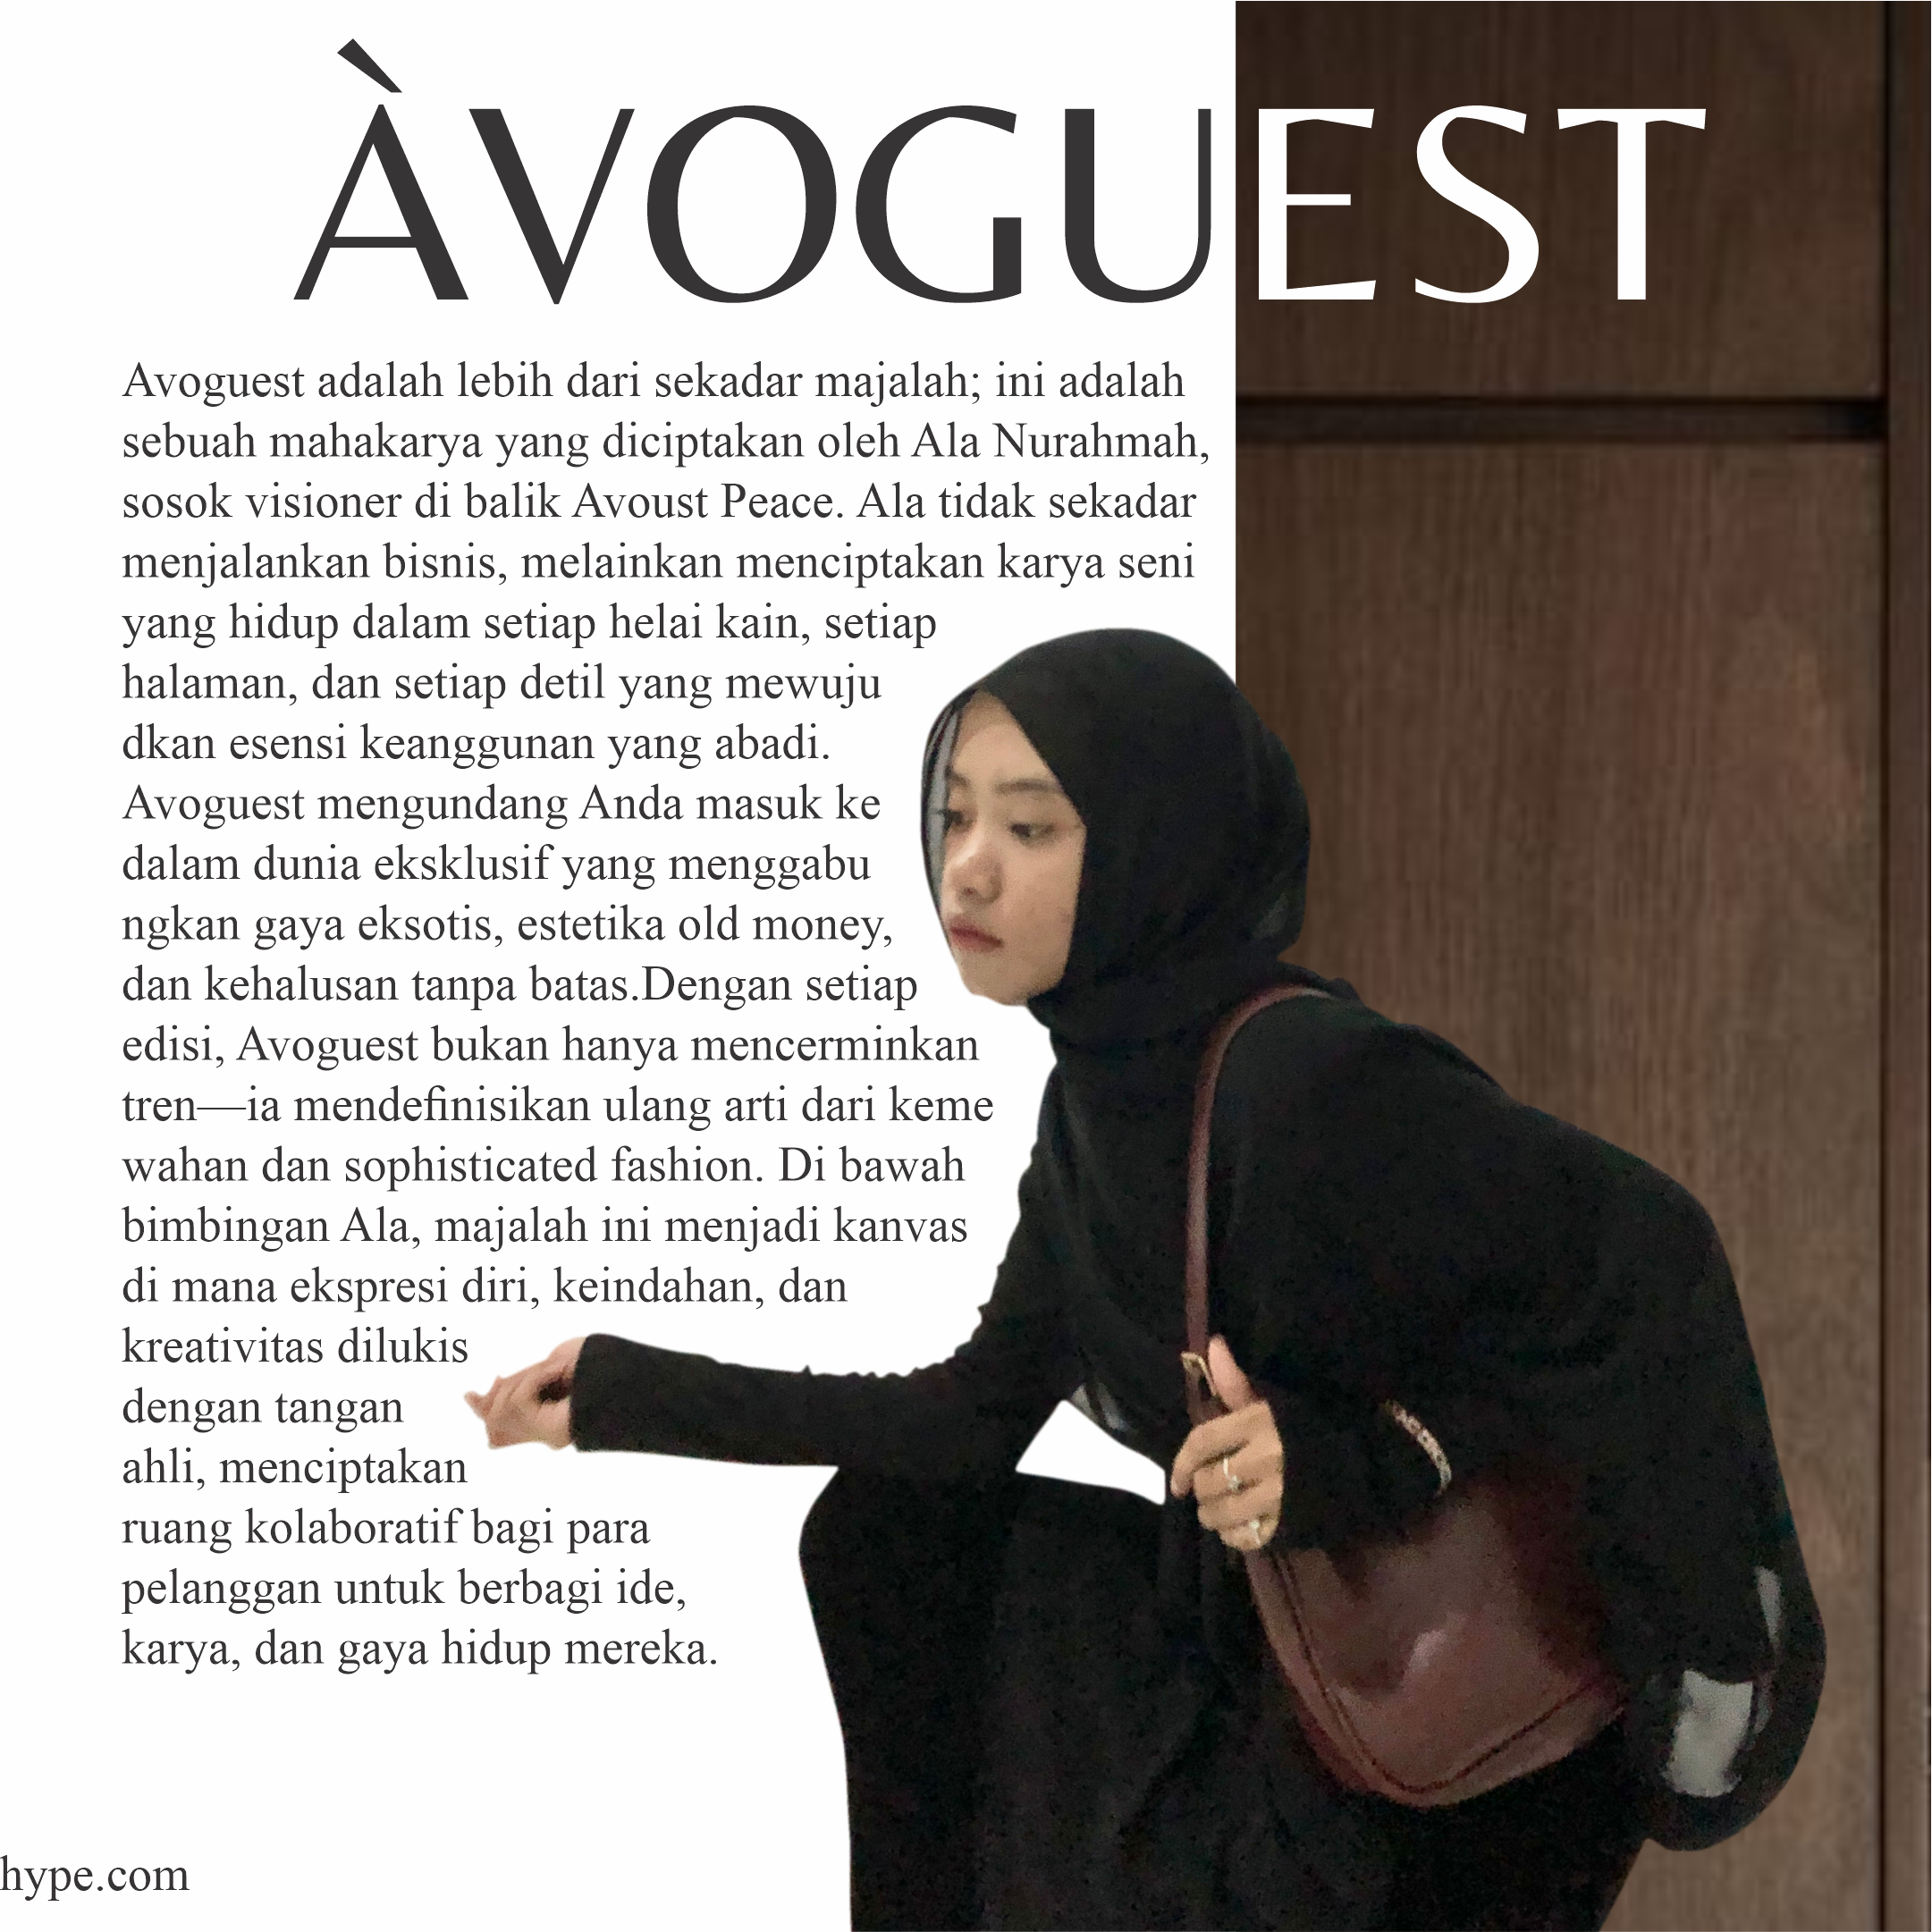 ÀVOGUEST
Avoguest adalah lebih dari sekadar majalah; ini adalah
sebuah mahakarya yang diciptakan oleh Ala Nurahmah,
sosok visioner di balik Avoust Peace. Ala tidak sekadar
menjalankan bisnis, melainkan menciptakan karya seni
yang hidup dalam setiap helai kain, setiap
halaman, dan setiap detil yang mewuju
dkan esensi keanggunan yang abadi.
Avoguest mengundang Anda masuk ke
dalam dunia eksklusif yang menggabu
ngkan gaya eksotis, estetika old money,
dan kehalusan tanpa batas.Dengan setiap
edisi, Avoguest bukan hanya mencerminkan
tren—ia mendefinisikan ulang arti dari keme
wahan dan sophisticated fashion. Di bawah
bimbingan Ala, majalah ini menjadi kanvas
di mana ekspresi diri, keindahan, dan
kreativitas dilukis
dengan tangan
ahli, menciptakan
ruang kolaboratif bagi para
pelanggan untuk berbagi ide,
karya, dan gaya hidup mereka.
hype.com